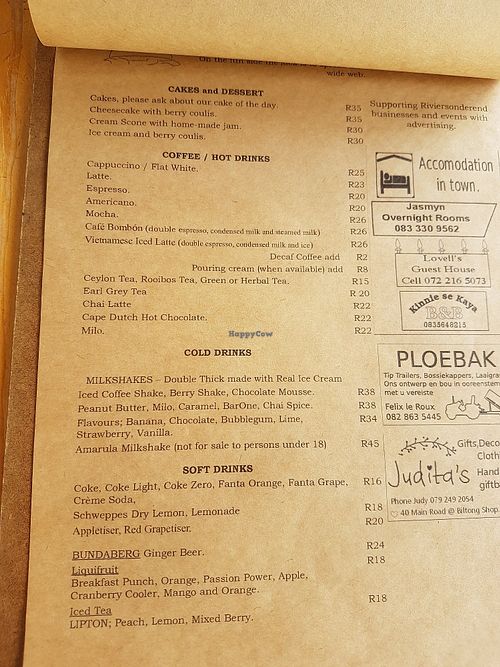 wide web.
CAKES and DESSERT
Cakes, please ask about our cake of the day. R35
Cheesecake with berry coulis. R35
Cream Scone with home-made jam. R30
Ice cream and berry coulis. R30
COFFEE / HOT DRINKS
Cappuccino / Flat White. R25
Latte. R23
Espresso. R20
Americano. R20
Mocha. R26
Café Bombón (double espresso, condensed milk and steamed milk) R26
Vietnamese Iced Latte (double espresso, condensed milk and ice) R26
Decaf Coffee add R2
Pouring cream (when available) add R8
Ceylon Tea, Rooibos Tea, Green or Herbal Tea. R15
Earl Grey Tea R 20
Chai Latte R22
Cape Dutch Hot Chocolate. R22
Milo. R22
COLD DRINKS
MILKSHAKES – Double Thick made with Real Ice Cream
Iced Coffee Shake, Berry Shake, Chocolate Mousse. R38
Peanut Butter, Milo, Caramel, BarOne, Chai Spice. R38
Flavours; Banana, Chocolate, Bubblegum, Lime, R34
Strawberry, Vanilla.
Amarula Milkshake (not for sale to persons under 18) R45
SOFT DRINKS
Coke, Coke Light, Coke Zero, Fanta Orange, Fanta Grape, R16
Crème Soda,
Schweppes Dry Lemon, Lemonade R18
Appletiser, Red Grapetiser. R20
BUNDABERG Ginger Beer. R24
Liquifruit R18
Breakfast Punch, Orange, Passion Power, Apple,
Cranberry Cooler, Mango and Orange.
Iced Tea R18
LIPTON; Peach, Lemon, Mixed Berry.
Supporting Riviersonderend
businesses and events with
advertising.
Accomodation
in town.
Jasmyn
Overnight Rooms
083 330 9562
Lovell's
Guest House
Cell 072 216 5073
Kinnie se Kaya
B&B
0835648213
PLOEBAK
Tip Trailers, Bossiekappers, Laaigra
Ons ontwerp en bou in ooreenstem
met u vereiste
Felix le Roux
082 863 5445
Gifts,Deco
Cloth
Hand
giftb
Judita's
Phone Judy 079 249 2054
40 Main Road @ Biltong Shop.
HappyCow